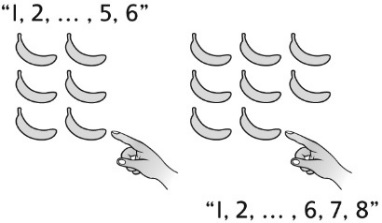 “1, 2, ... , 5, 6”
“1, 2, ... , 6, 7, 8”